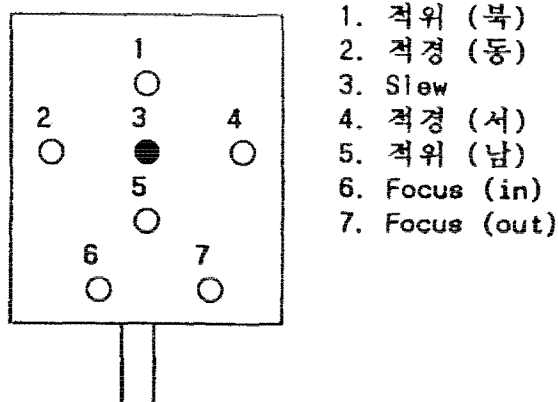 1
2 3 4
5
6 7
1. 적위 (북)
2. 적경 (동)
3. Slew
4. 적경 (서)
5. 적위 (남)
6. Focus (in)
7. Focus (out)